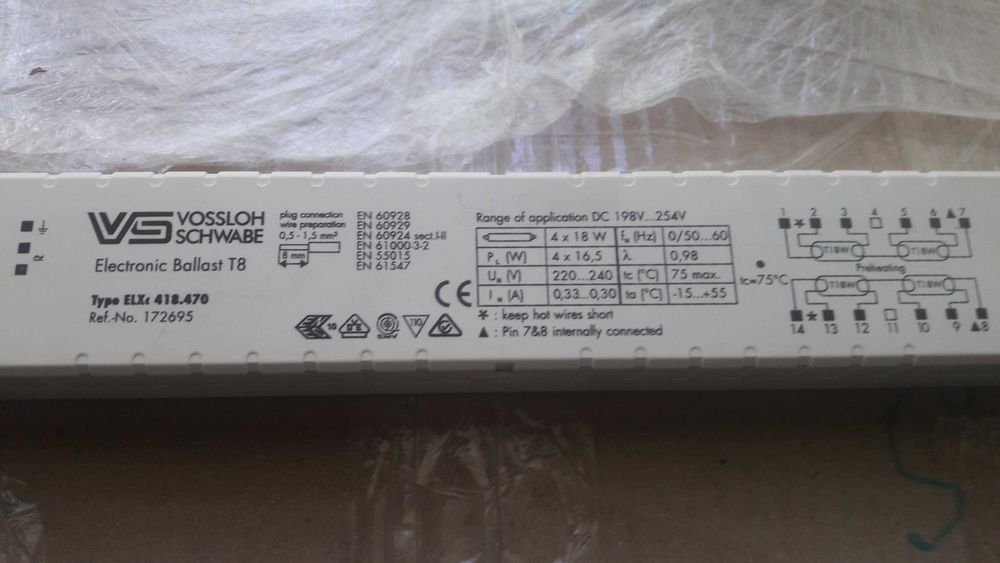 VS VOSSLOH
SCHWABE
Electronic Ballast T8
Type ELXc 418.470
Ref.-No. 172695
plug connection
wire preparation
0,5 - 1,5 mm²
8 mm
EN 60928
EN 60929
EN 60924 sect.I-II
EN 61000-3-2
EN 55015
EN 61547
CE
10
110
Range of application DC 198V...254V
4 x 18 W fN (Hz) 0/50...60
PL (W) 4 x 16,5 λ 0,98
UN (V) 220...240 tc (°C) 75 max.
IN (A) 0,33...0,30 ta (°C) -15...+55
* : keep hot wires short
▲ : Pin 7&8 internally connected
tc=75°C
1 * 2 3 4 5 6 ▲ 7
T18W T18W
Preheating
T18W T18W
14 * 13 12 11 10 9 ▲8